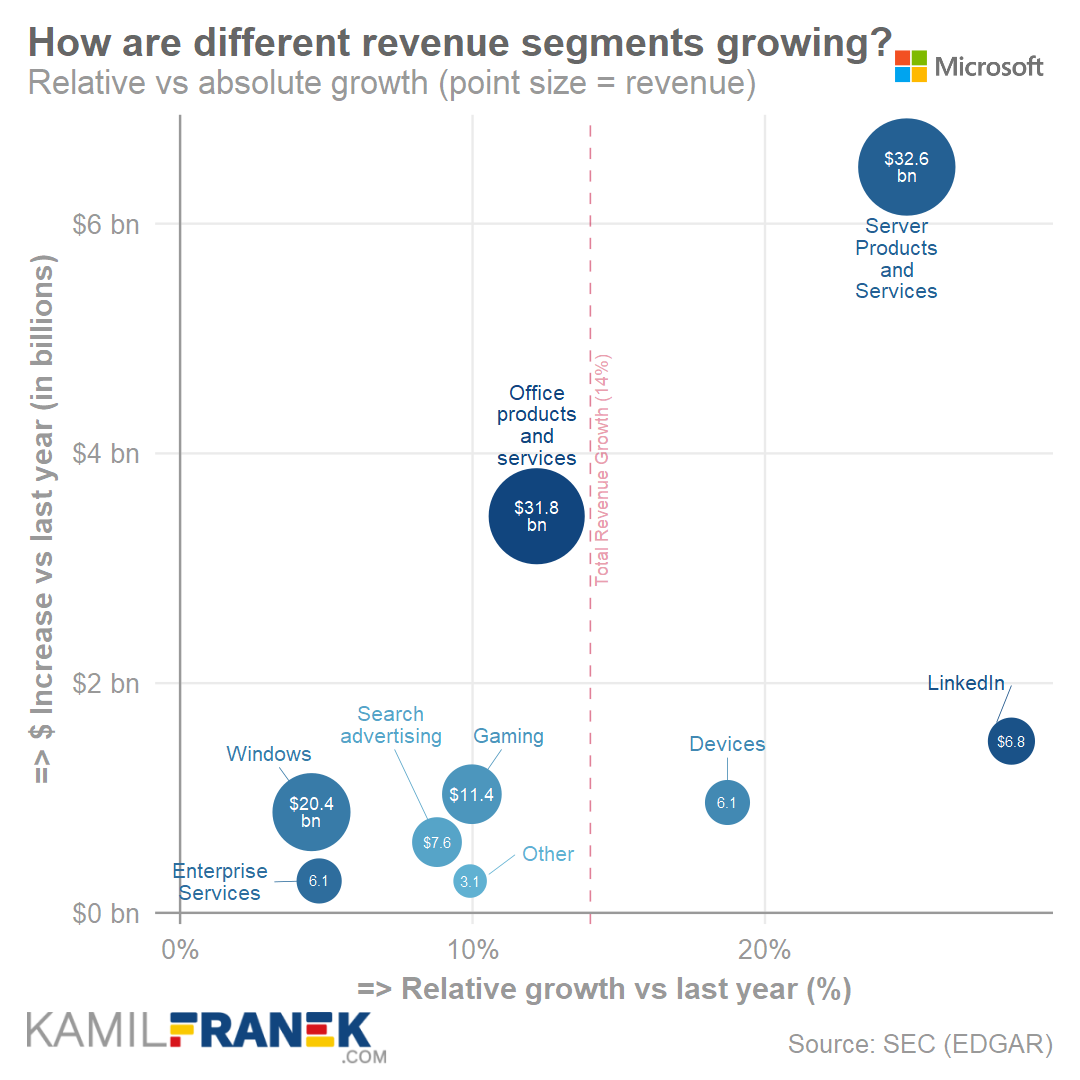 How are different revenue segments growing?
Microsoft
Relative vs absolute growth (point size = revenue)
=> $ Increase vs last year (in billions)
$6 bn
$4 bn
$2 bn
$0 bn
$32.6
bn
Server
Products
and
Services
Total Revenue Growth (14%)
Office
products
and
services
$31.8
bn
LinkedIn
$6.8
Devices
6.1
Search
advertising
$7.6
Gaming
$11.4
Windows
$20.4
bn
Other
3.1
Enterprise
Services
6.1
0%
10%
20%
=> Relative growth vs last year (%)
KAMILFRANEK
.COM
Source: SEC (EDGAR)